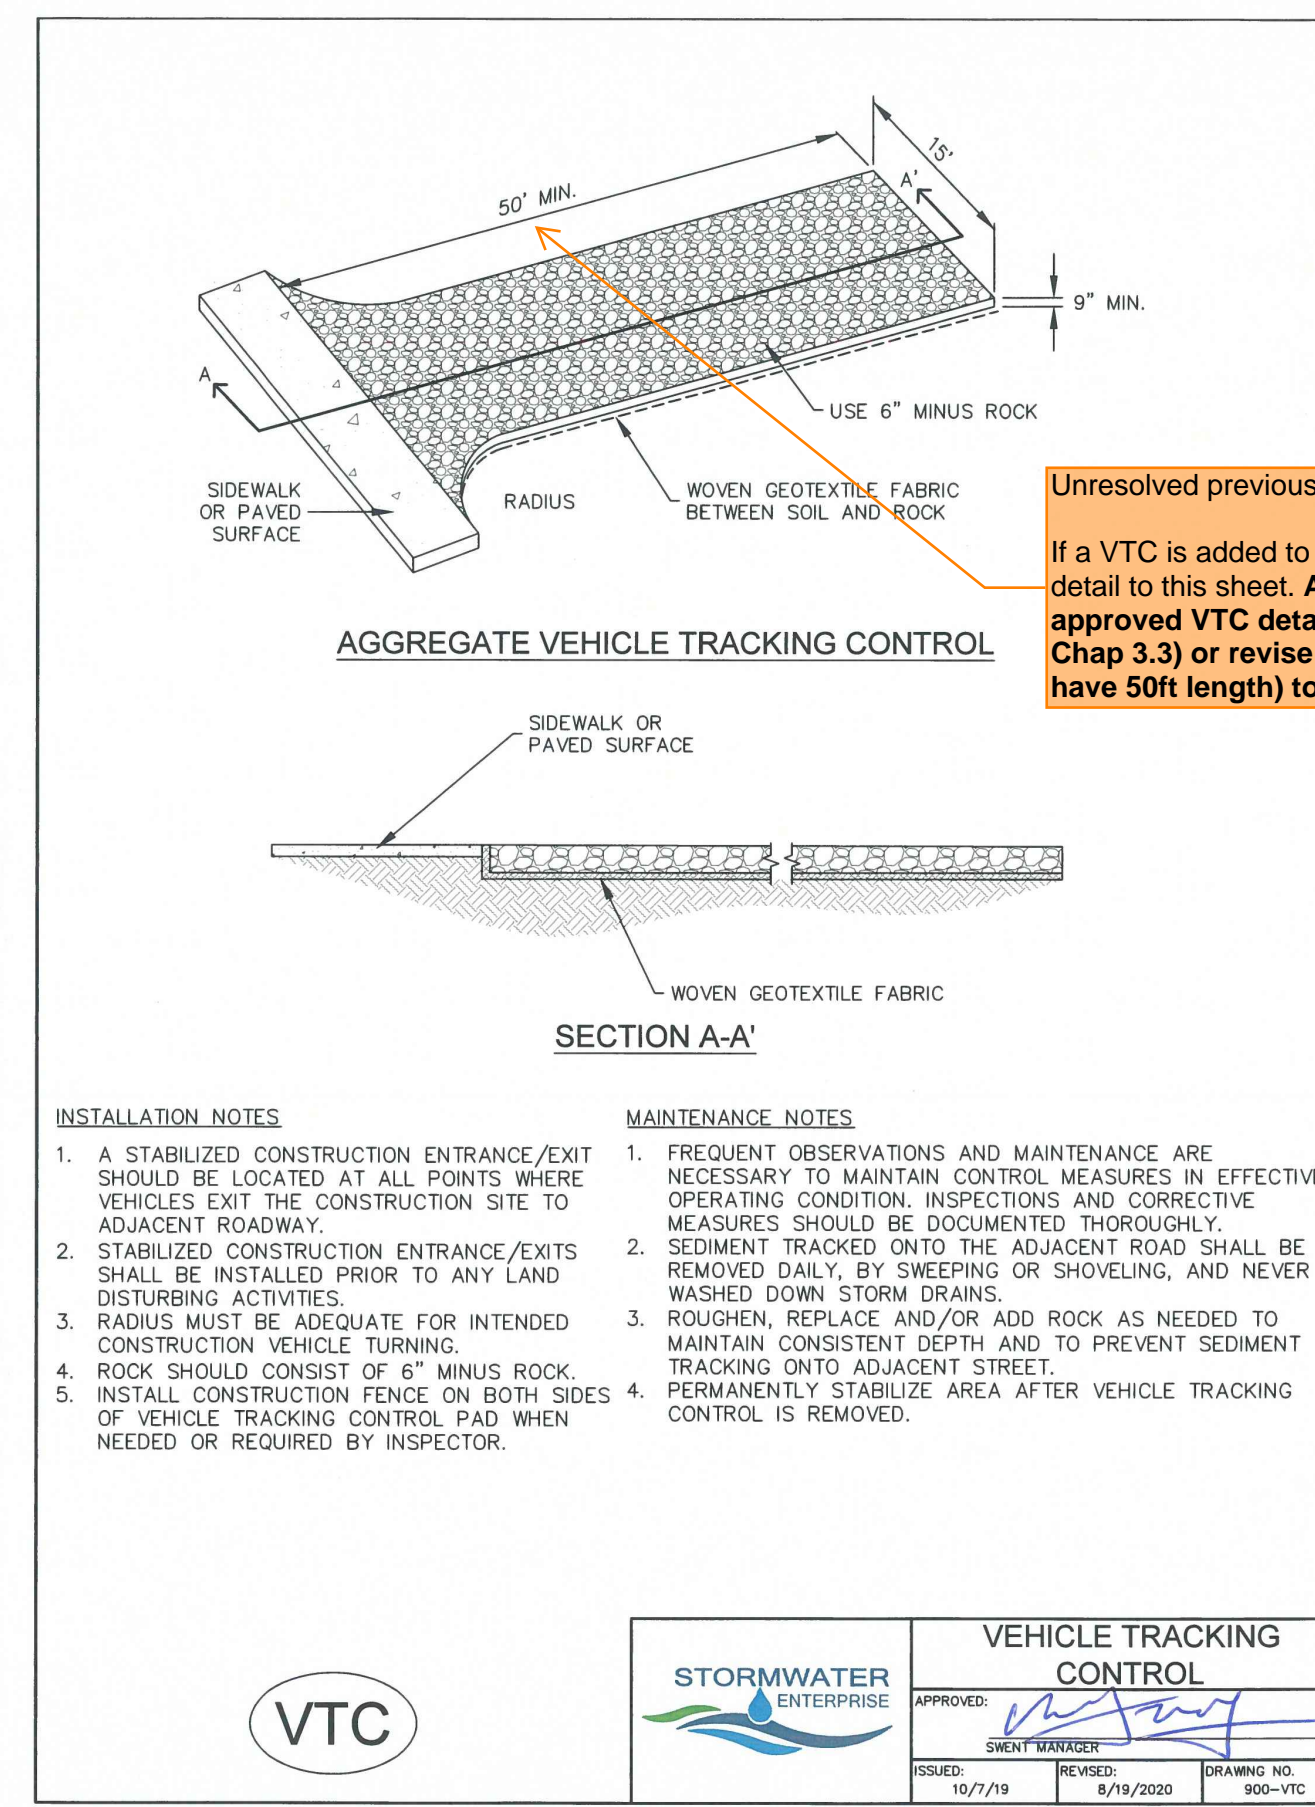 50' MIN.
15'
A'
9" MIN.
A
USE 6" MINUS ROCK
SIDEWALK
OR PAVED
SURFACE
RADIUS
WOVEN GEOTEXTILE FABRIC
BETWEEN SOIL AND ROCK
Unresolved previous
If a VTC is added to
detail to this sheet.
approved VTC
Chap 3.3) or revise
have 50ft length) to
AGGREGATE VEHICLE TRACKING CONTROL
SIDEWALK OR
PAVED SURFACE
WOVEN GEOTEXTILE FABRIC
SECTION A-A'
INSTALLATION NOTES
1. A STABILIZED CONSTRUCTION ENTRANCE/EXIT
SHOULD BE LOCATED AT ALL POINTS WHERE
VEHICLES EXIT THE CONSTRUCTION SITE TO
ADJACENT ROADWAY.
2. STABILIZED CONSTRUCTION ENTRANCE/EXITS
SHALL BE INSTALLED PRIOR TO ANY LAND
DISTURBING ACTIVITIES.
3. RADIUS MUST BE ADEQUATE FOR INTENDED
CONSTRUCTION VEHICLE TURNING.
4. ROCK SHOULD CONSIST OF 6" MINUS ROCK.
5. INSTALL CONSTRUCTION FENCE ON BOTH SIDES
OF VEHICLE TRACKING CONTROL PAD WHEN
NEEDED OR REQUIRED BY INSPECTOR.
MAINTENANCE NOTES
1. FREQUENT OBSERVATIONS AND MAINTENANCE ARE
NECESSARY TO MAINTAIN CONTROL MEASURES IN EFFECTIV
OPERATING CONDITION. INSPECTIONS AND CORRECTIVE
MEASURES SHOULD BE DOCUMENTED THOROUGHLY.
2. SEDIMENT TRACKED ONTO THE ADJACENT ROAD SHALL BE
REMOVED DAILY, BY SWEEPING OR SHOVELING, AND NEVER
WASHED DOWN STORM DRAINS.
3. ROUGHEN, REPLACE AND/OR ADD ROCK AS NEEDED TO
MAINTAIN CONSISTENT DEPTH AND TO PREVENT SEDIMENT
TRACKING ONTO ADJACENT STREET.
4. PERMANENTLY STABILIZE AREA AFTER VEHICLE TRACKING
CONTROL IS REMOVED.
VTC
STORMWATER
ENTERPRISE
VEHICLE TRACKING
CONTROL
APPROVED:
SWENT MANAGER
ISSUED:
10/7/19
REVISED:
8/19/2020
DRAWING NO.
900-VTC